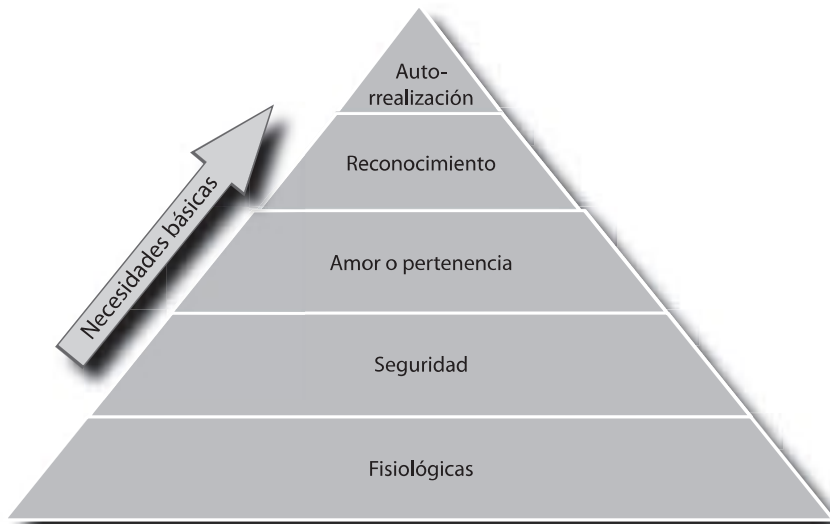 Auto-
rrealización
Reconocimiento
Necesidades básicas
Amor o pertenencia
Seguridad
Fisiológicas